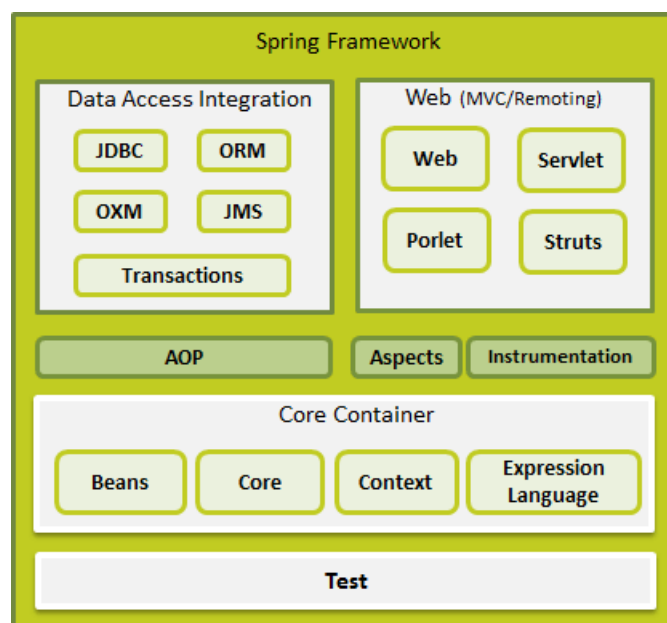 Spring Framework
Data Access Integration
JDBC
ORM
OXM
JMS
Transactions
Web (MVC/Remoting)
Web
Servlet
Porlet
Struts
AOP
Aspects
Instrumentation
Core Container
Beans
Core
Context
Expression
Language
Test